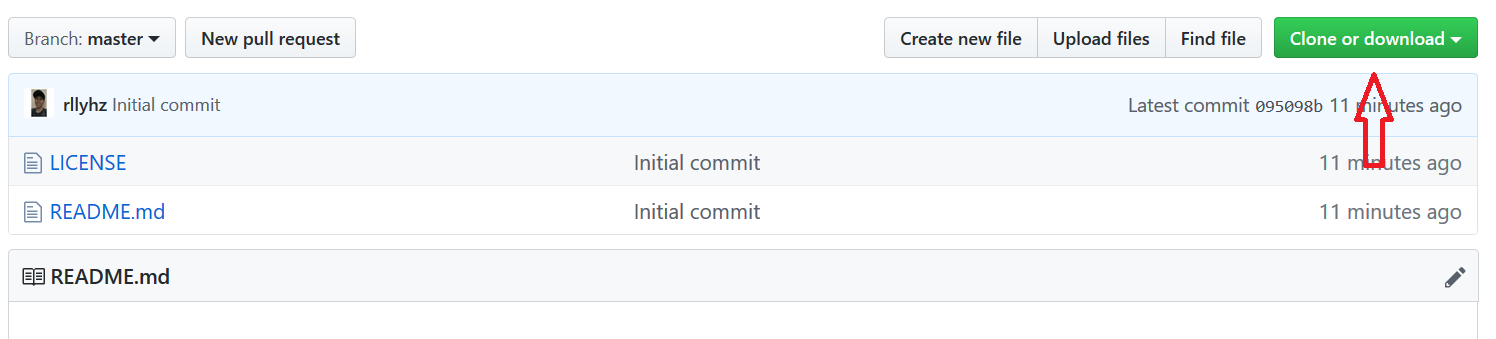 Branch: master New pull request Create new file Upload files Find file Clone or download
rllyhz Initial commit Latest commit 095098b 11 minutes ago
LICENSE Initial commit 11 minutes ago
README.md Initial commit 11 minutes ago
README.md